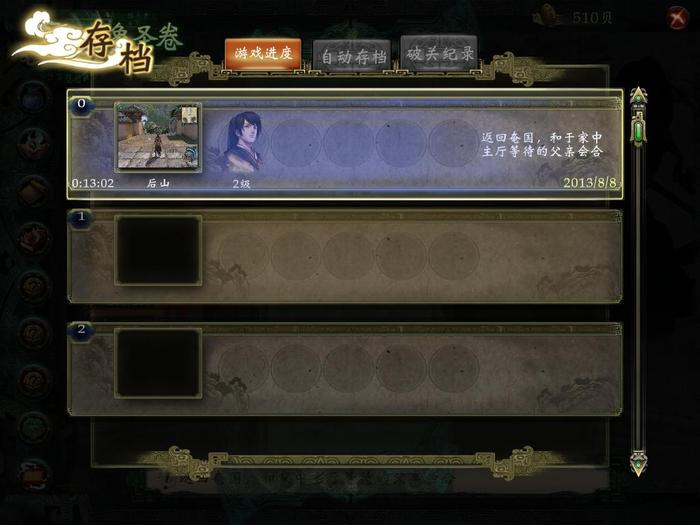 510贝
圣卷
存档
游戏进度
自动存档
破关纪录
0
返回奄国，和于家中
主厅等待的父亲会合
0:13:02
后山
2级
2013/8/8
1
2